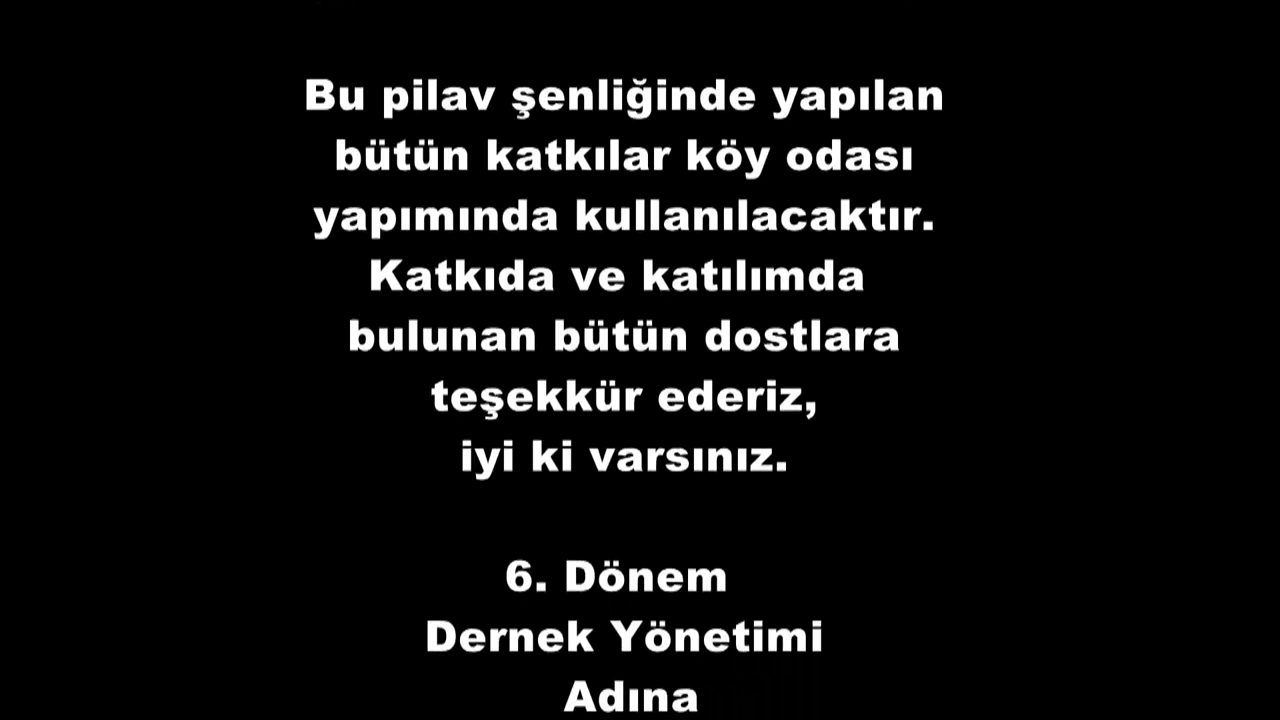 Bu pilav şenliğinde yapılan
bütün katkılar köy odası
yapımında kullanılacaktır.
Katkıda ve katılımda
bulunan bütün dostlara
teşekkür ederiz,
iyi ki varsınız.
6. Dönem
Dernek Yönetimi
Adına